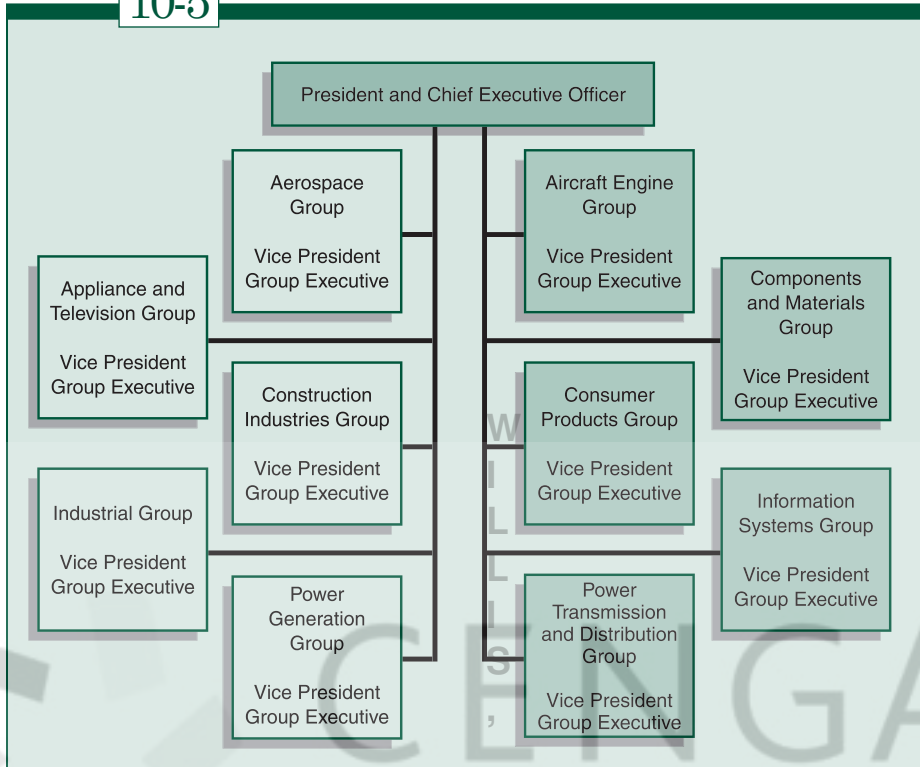 10-5
President and Chief Executive Officer
Aerospace
Group
Vice President
Group Executive
Aircraft Engine
Group
Vice President
Group Executive
Appliance and
Television Group
Vice President
Group Executive
Components
and Materials
Group
Vice President
Group Executive
Construction
Industries Group
Vice President
Group Executive
Consumer
Products Group
Vice President
Group Executive
Industrial Group
Vice President
Group Executive
Information
Systems Group
Vice President
Group Executive
Power
Generation
Group
Vice President
Group Executive
Power
Transmission
and Distribution
Group
Vice President
Group Executive
W
I
L
L
I
S
,
CENGA